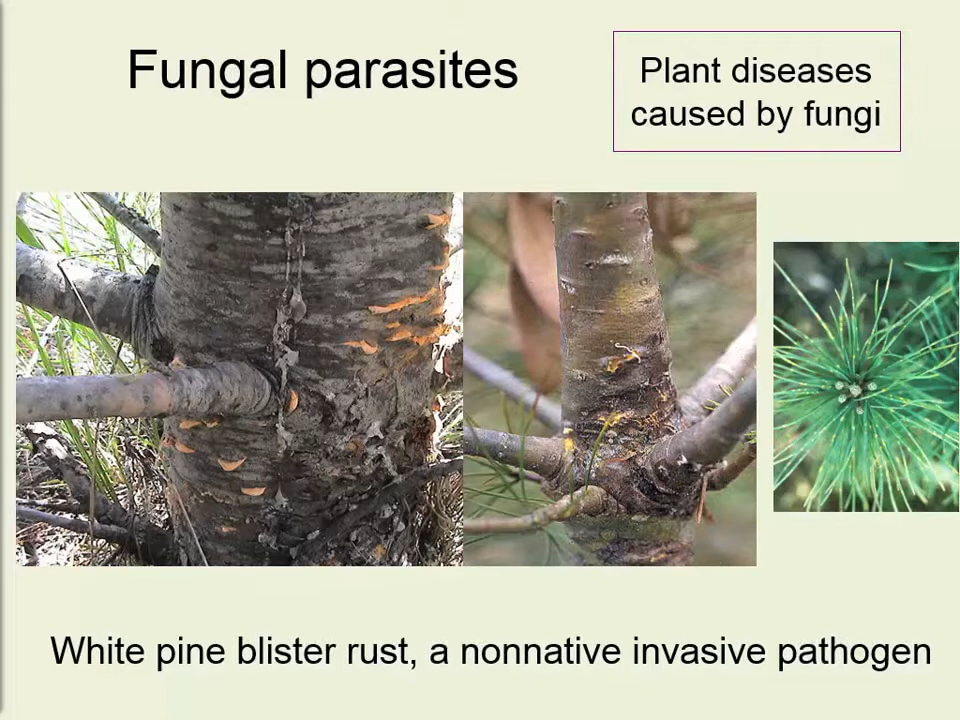 Fungal parasites
Plant diseases
caused by fungi
White pine blister rust, a nonnative invasive pathogen